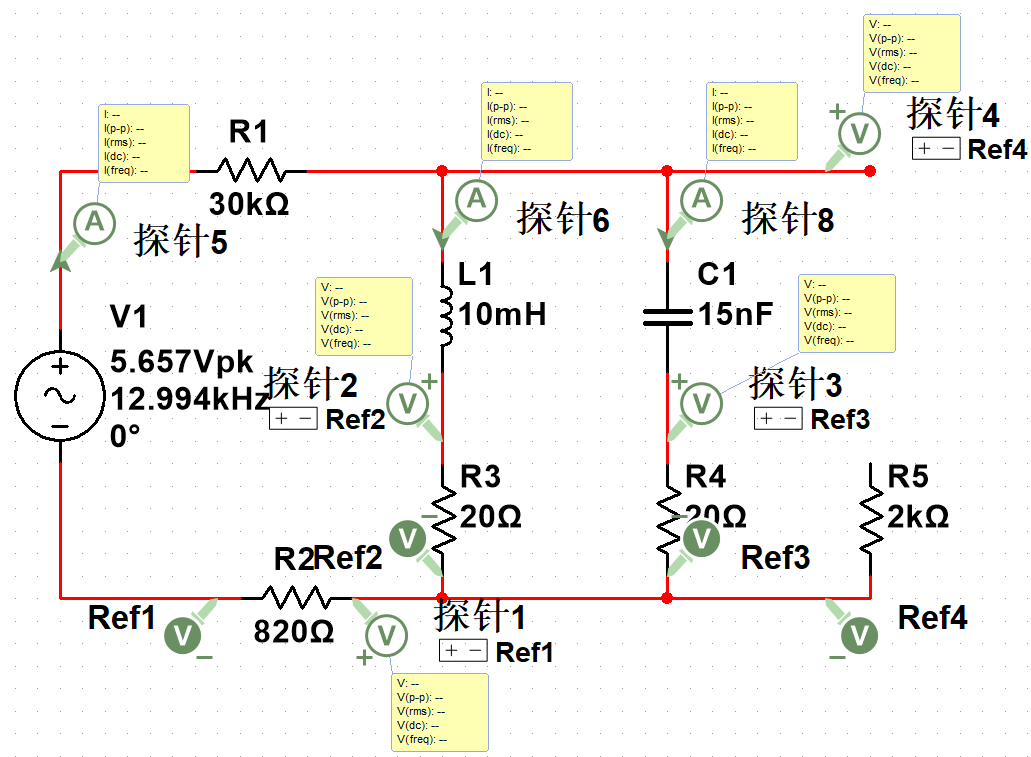 V: --
V(p-p): --
V(rms): --
V(dc): --
V(freq): --
探针4
+ −
Ref4
I: --
I(p-p): --
I(rms): --
I(dc): --
I(freq): --
A
探针5
R1
30kΩ
I: --
I(p-p): --
I(rms): --
I(dc): --
I(freq): --
A
探针6
I: --
I(p-p): --
I(rms): --
I(dc): --
I(freq): --
A
探针8
+
V
V1
+
−
5.657Vpk
12.994kHz
0°
V: --
V(p-p): --
V(rms): --
V(dc): --
V(freq): --
L1
10mH
C1
15nF
V: --
V(p-p): --
V(rms): --
V(dc): --
V(freq): --
探针2
+ −
Ref2
V
+
探针3
+ −
Ref3
V
+
R3
20Ω
R4
20Ω
R5
2kΩ
V
−
Ref2
V
−
Ref3
R2
820Ω
Ref1
V
−
V
+
探针1
+ −
Ref1
V
−
Ref4
V: --
V(p-p): --
V(rms): --
V(dc): --
V(freq): --